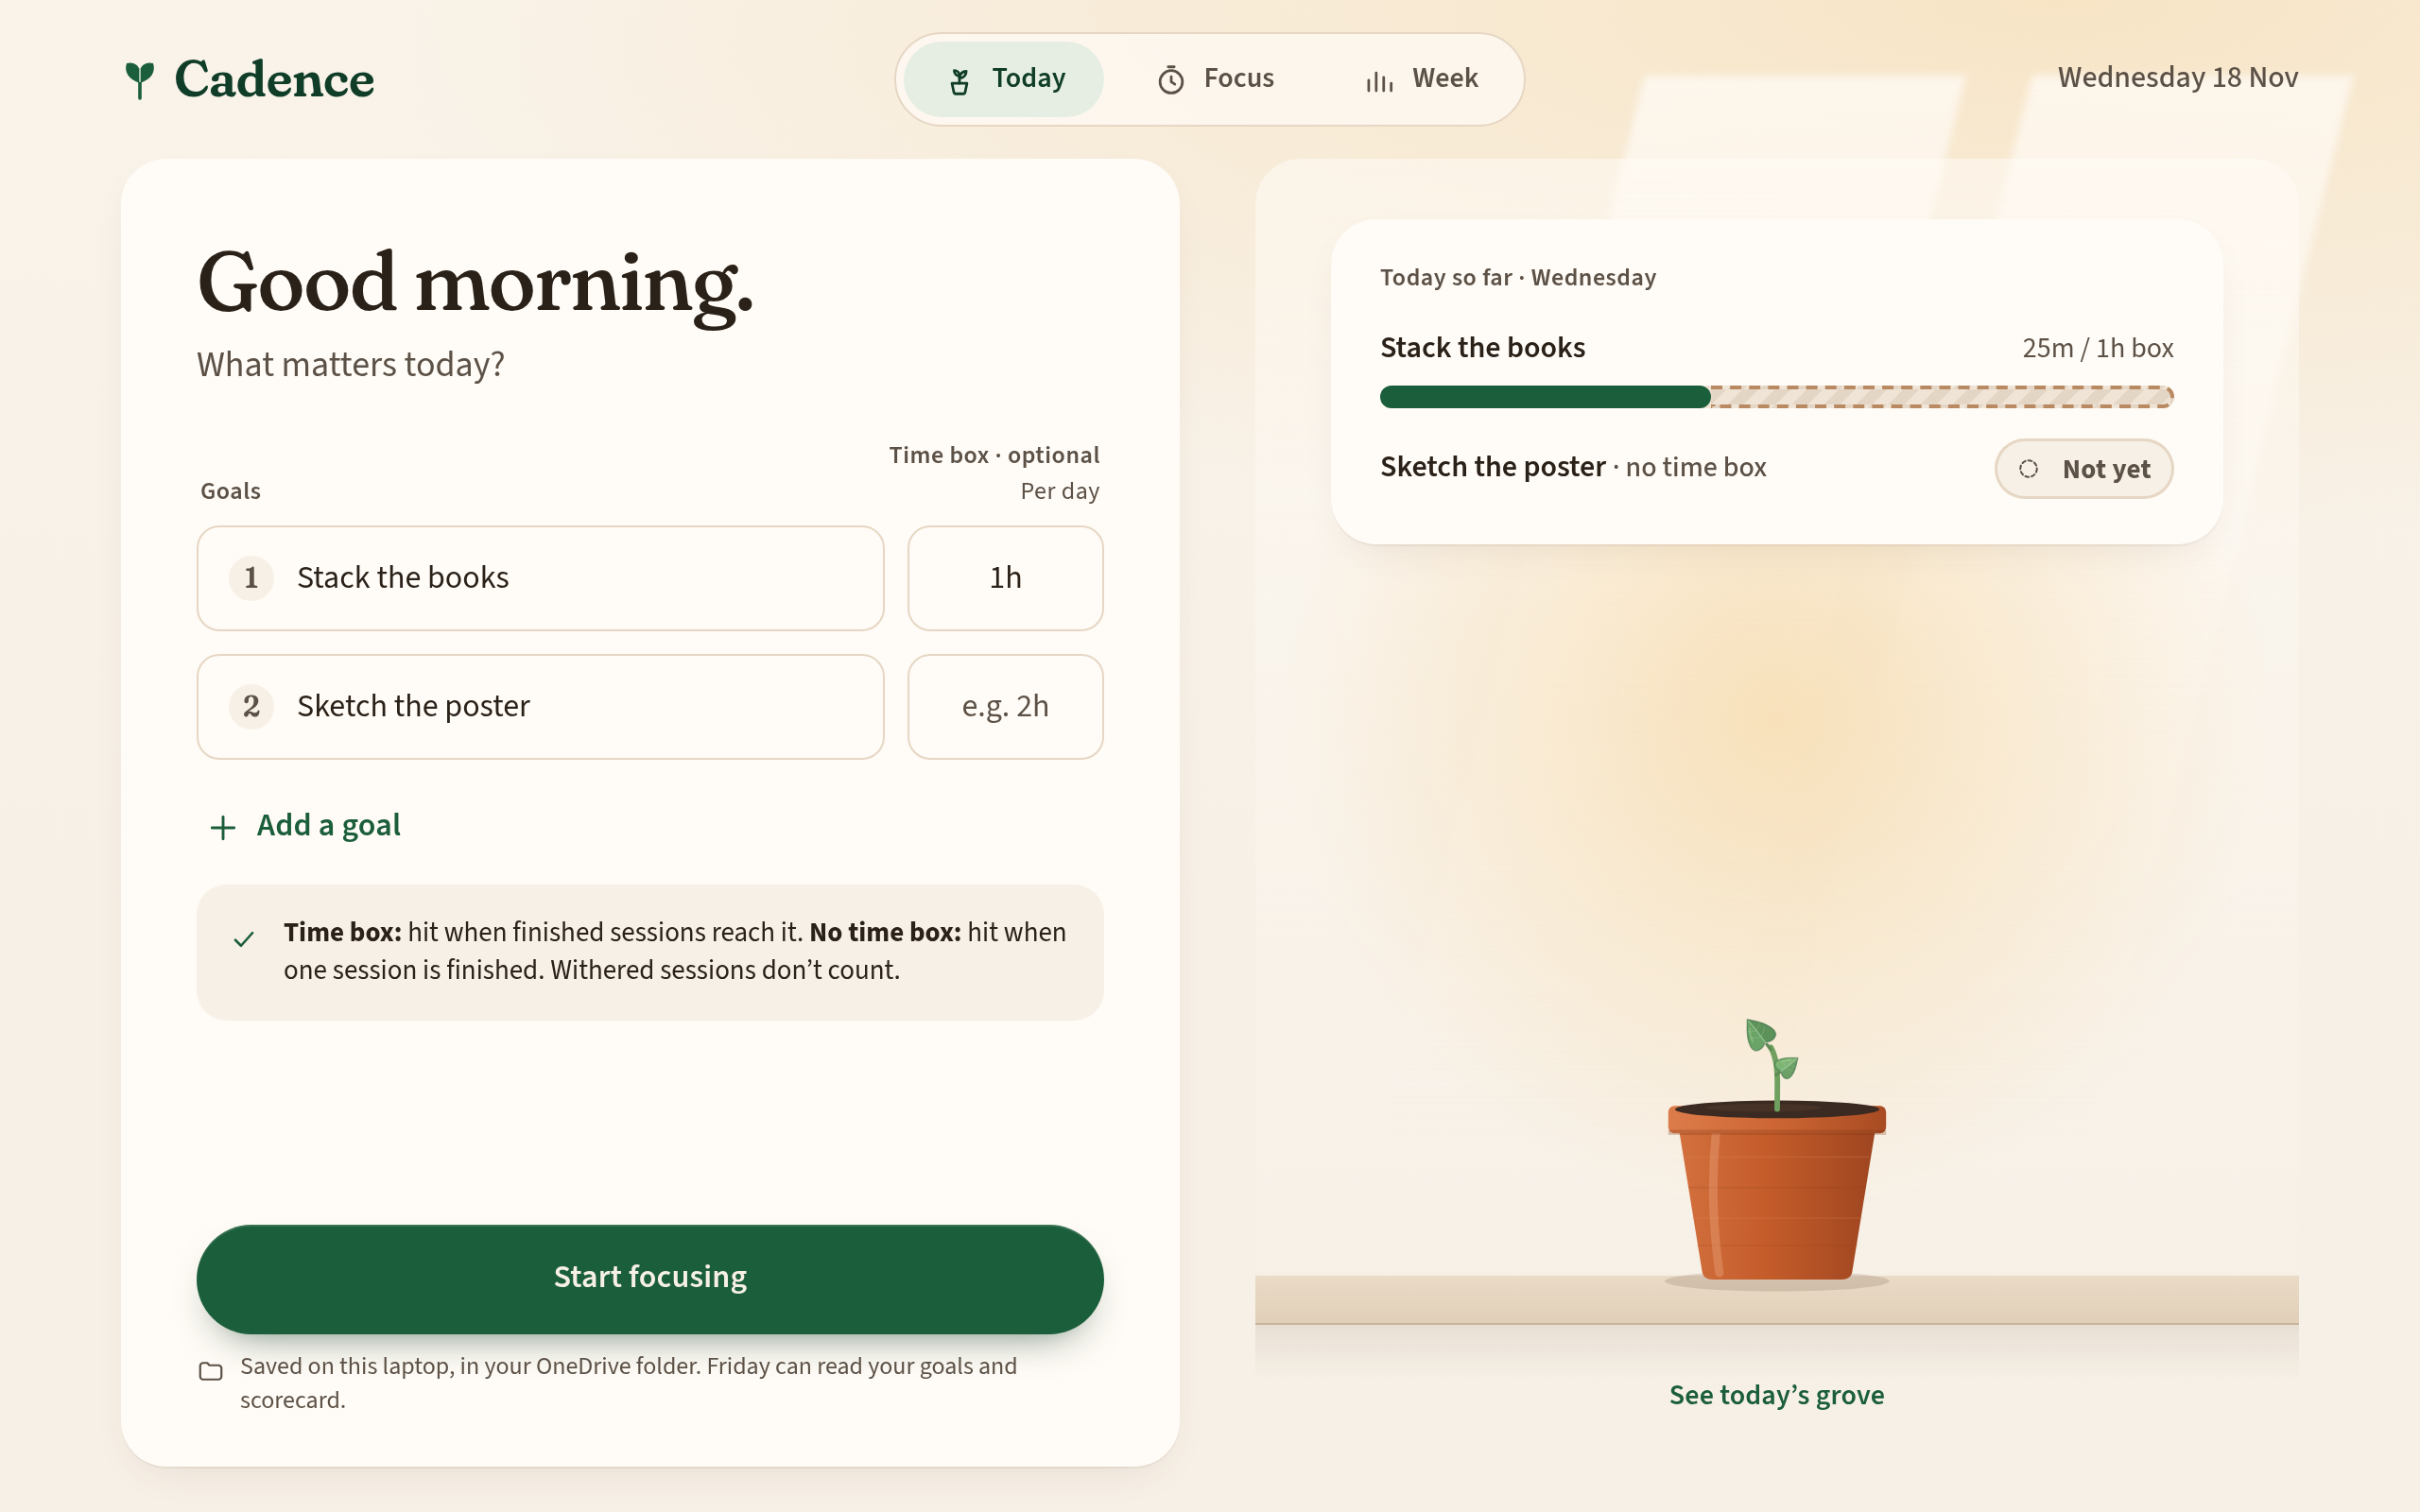 Cadence
Today
Focus
Week
Wednesday 18 Nov
Good morning.
What matters today?
Time box · optional
Goals
Per day
1
Stack the books
1h
2
Sketch the poster
e.g. 2h
Add a goal
Time box: hit when finished sessions reach it. No time box: hit when
one session is finished. Withered sessions don’t count.
Start focusing
Saved on this laptop, in your OneDrive folder. Friday can read your goals and
scorecard.
Today so far · Wednesday
Stack the books
25m / 1h box
Sketch the poster · no time box
Not yet
See today’s grove